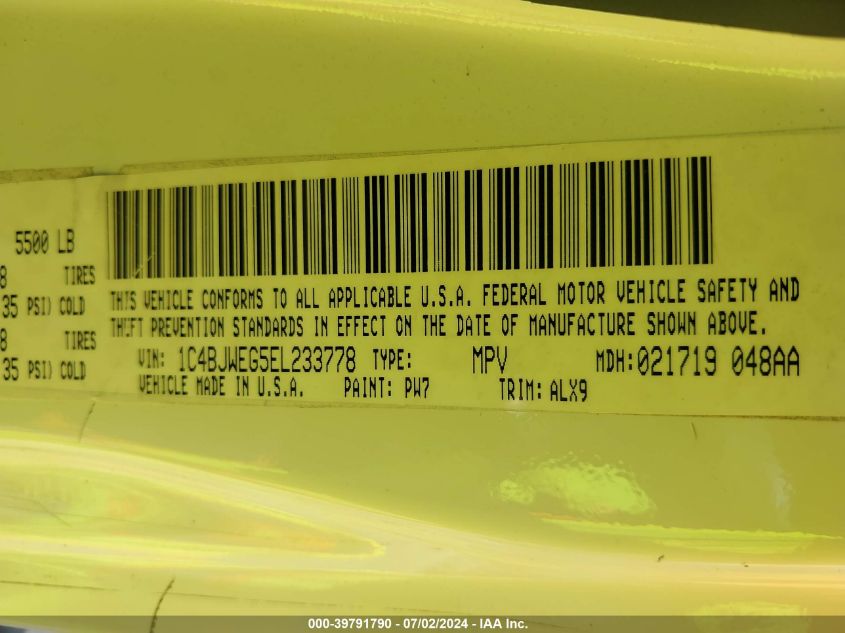 5500 LB
8 TIRES
35 PSI) COLD
8 TIRES
35 PSI) COLD
THIS VEHICLE CONFORMS TO ALL APPLICABLE U.S.A. FEDERAL MOTOR VEHICLE SAFETY AND
THEFT PREVENTION STANDARDS IN EFFECT ON THE DATE OF MANUFACTURE SHOWN ABOVE.
VIN: 1C4BJWEG5EL233778 TYPE: MPV MDH: 021719 048AA
VEHICLE MADE IN U.S.A. PAINT: PW7 TRIM: ALX9
000-39791790 - 07/02/2024 - IAA Inc.